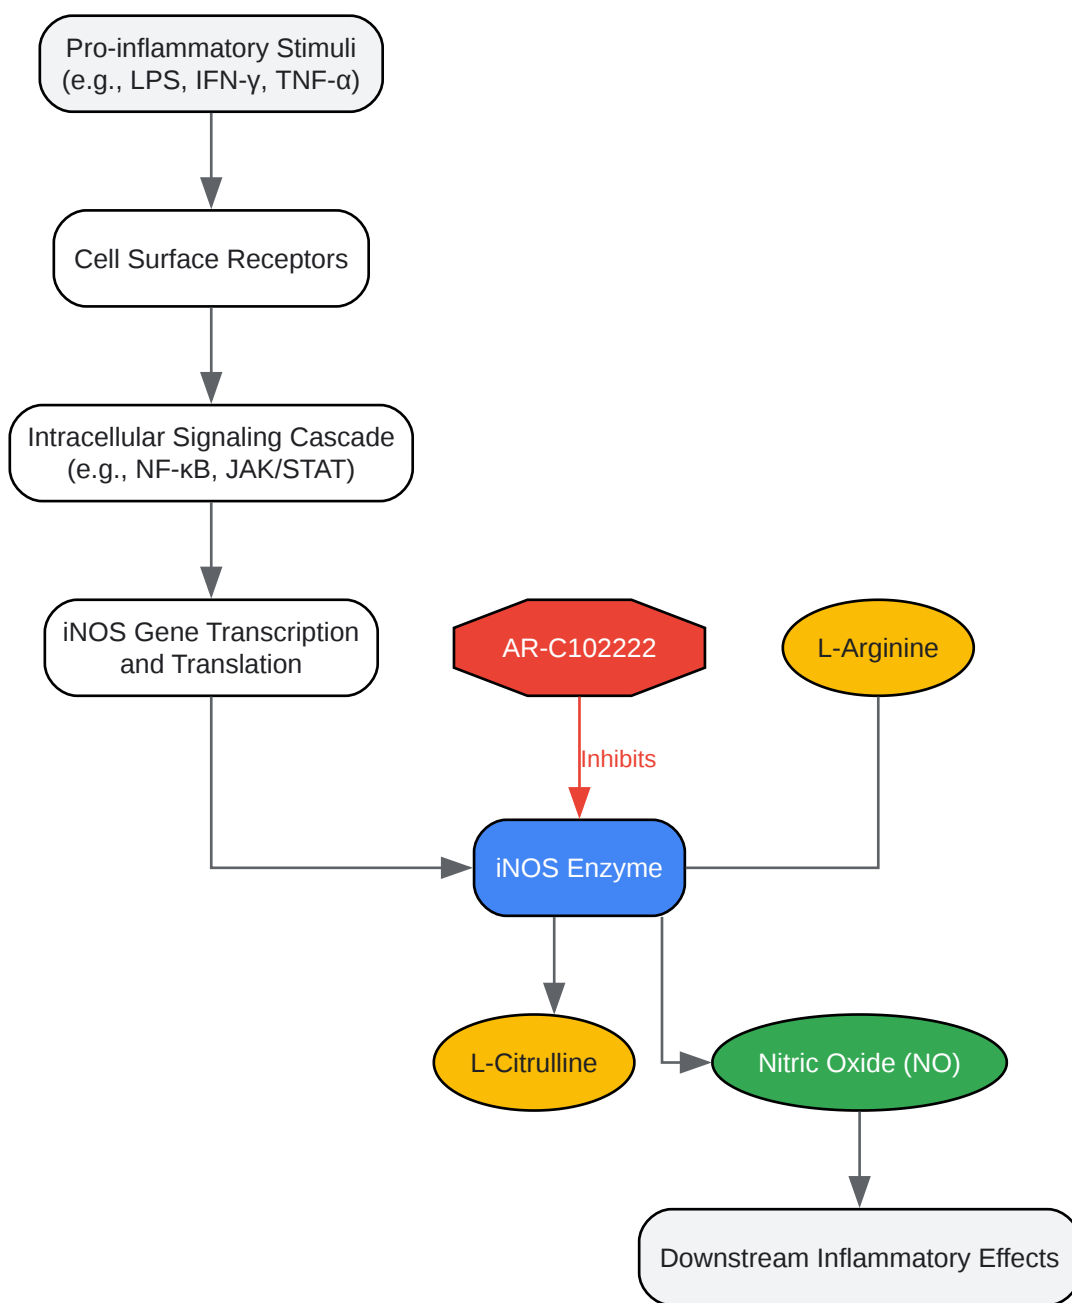 Pro-inflammatory Stimuli
(e.g., LPS, IFN-γ, TNF-α)
Cell Surface Receptors
Intracellular Signaling Cascade
(e.g., NF-κB, JAK/STAT)
iNOS Gene Transcription
and Translation
AR-C102222
L-Arginine
Inhibits
iNOS Enzyme
L-Citrulline
Nitric Oxide (NO)
Downstream Inflammatory Effects